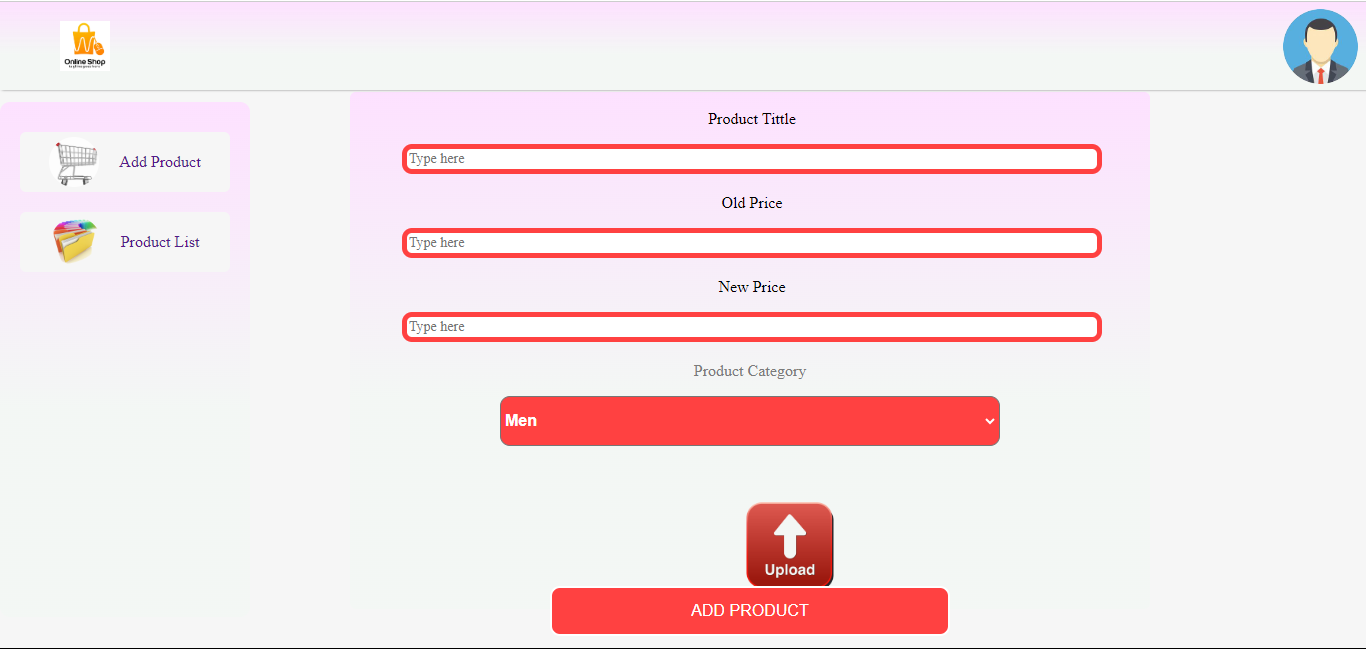 Online Shop
Add Product
Product List
Product Tittle
Type here
Old Price
Type here
New Price
Type here
Product Category
Men
Upload
ADD PRODUCT